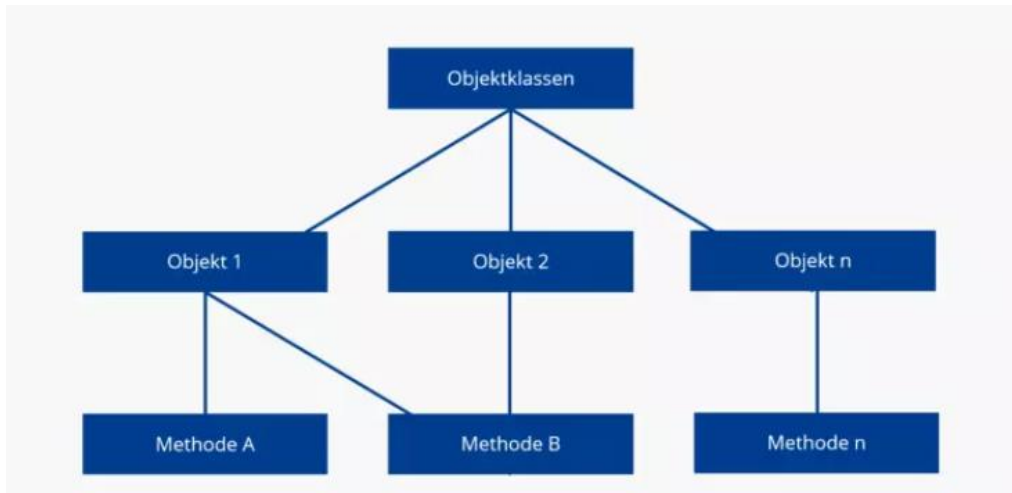 Objektklassen
Objekt 1
Objekt 2
Objekt n
Methode A
Methode B
Methode n